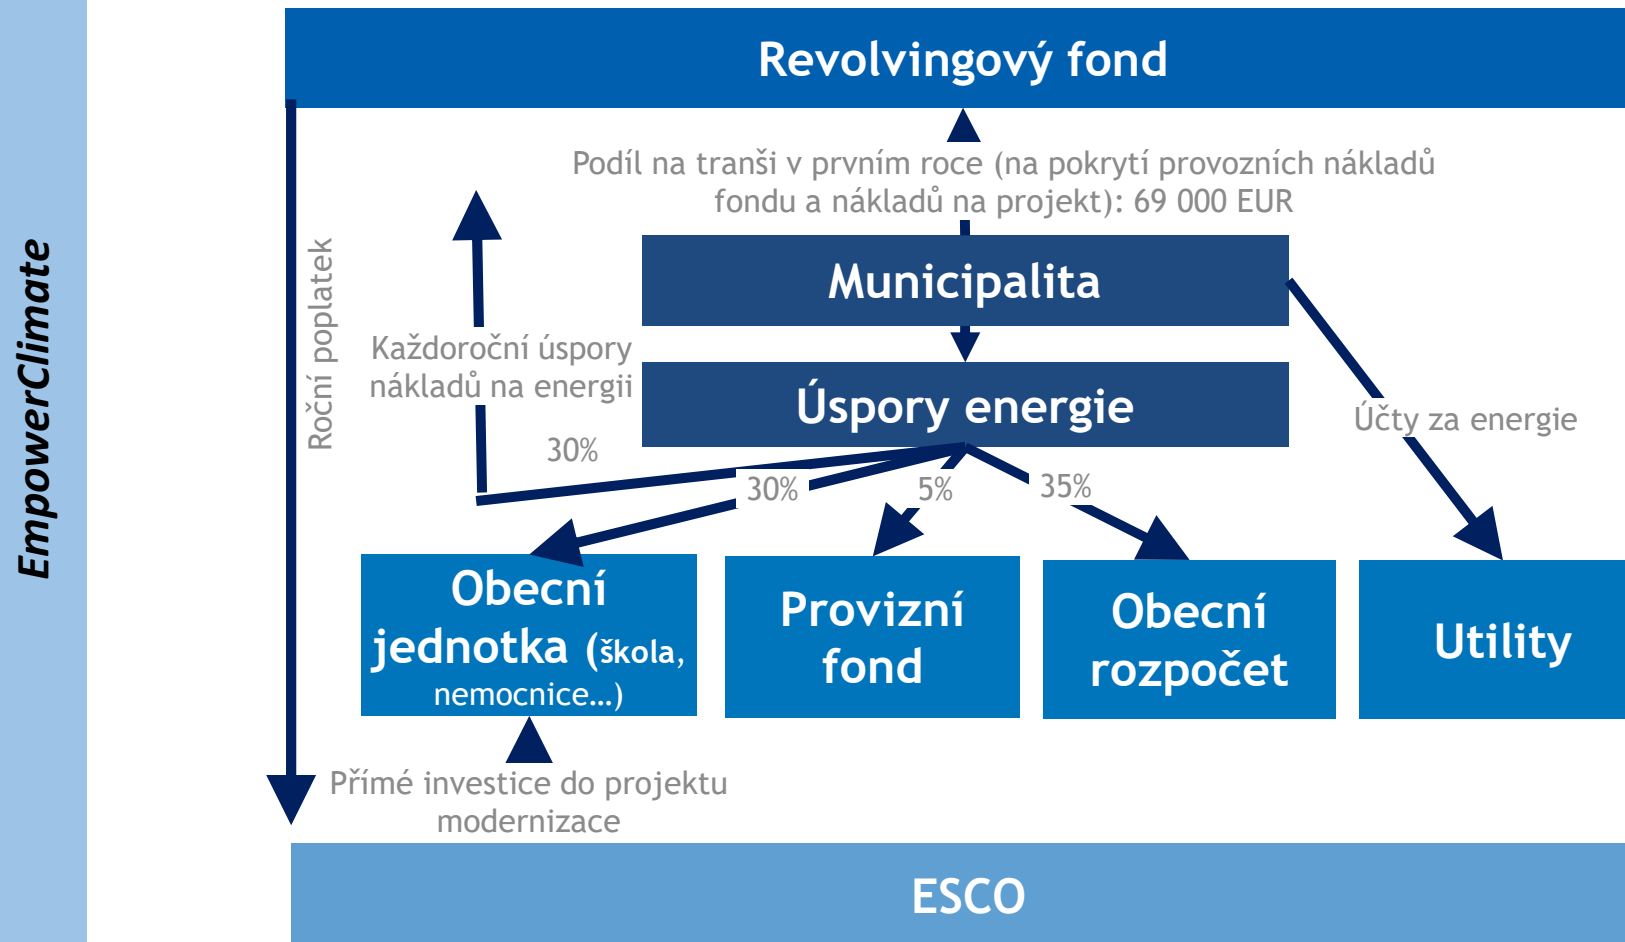 EmpowerClimate
Revolvingový fond
Podíl na tranši v prvním roce (na pokrytí provozních nákladů
fondu a nákladů na projekt): 69 000 EUR
Roční poplatek
Municipalita
Každoroční úspory
nákladů na energii
Úspory energie
Účty za energie
30%
30%
5%
35%
Obecní
jednotka (škola,
nemocnice…)
Provizní
fond
Obecní
rozpočet
Utility
Přímé investice do projektu
modernizace
ESCO